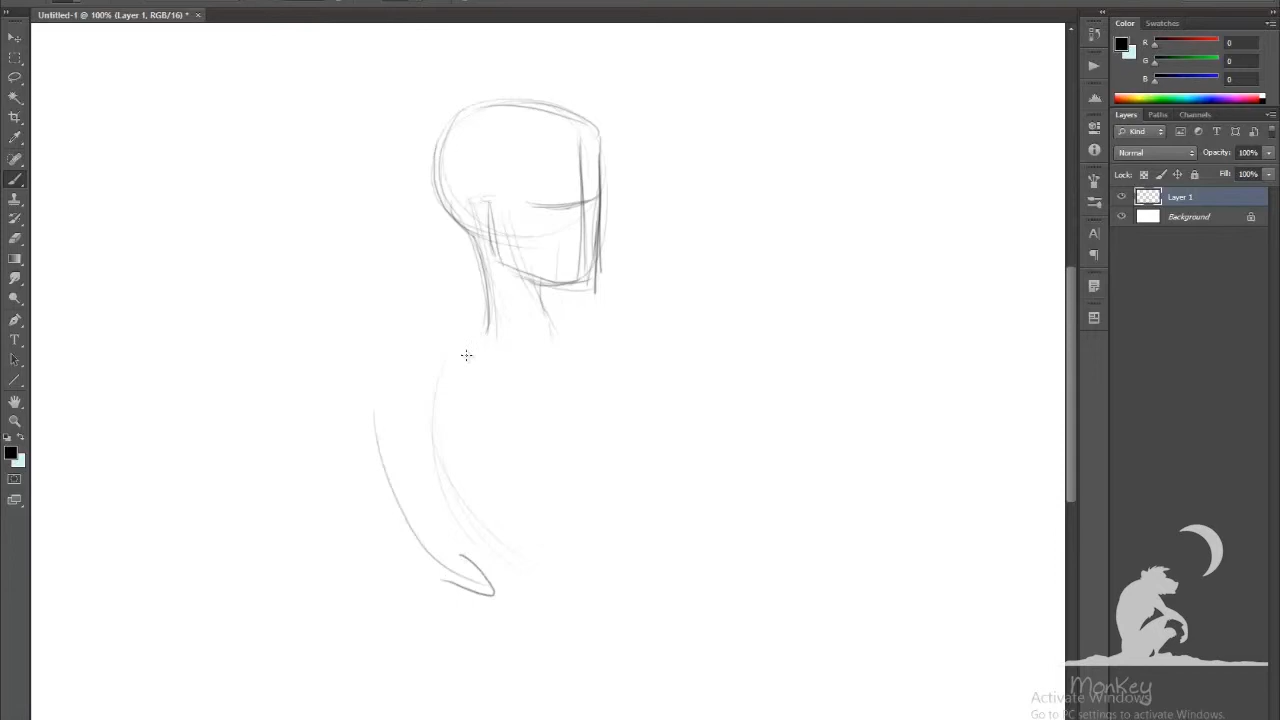 Untitled-1 @ 100% (Layer 1, RGB/16) * ×
Color Swatches
R 0
G 0
B 0
Layers Paths Channels
Kind
Normal Opacity: 100%
Lock: Fill: 100%
Layer 1
Background
Monkey
Activate Windows
Go to PC settings to activate Windows.